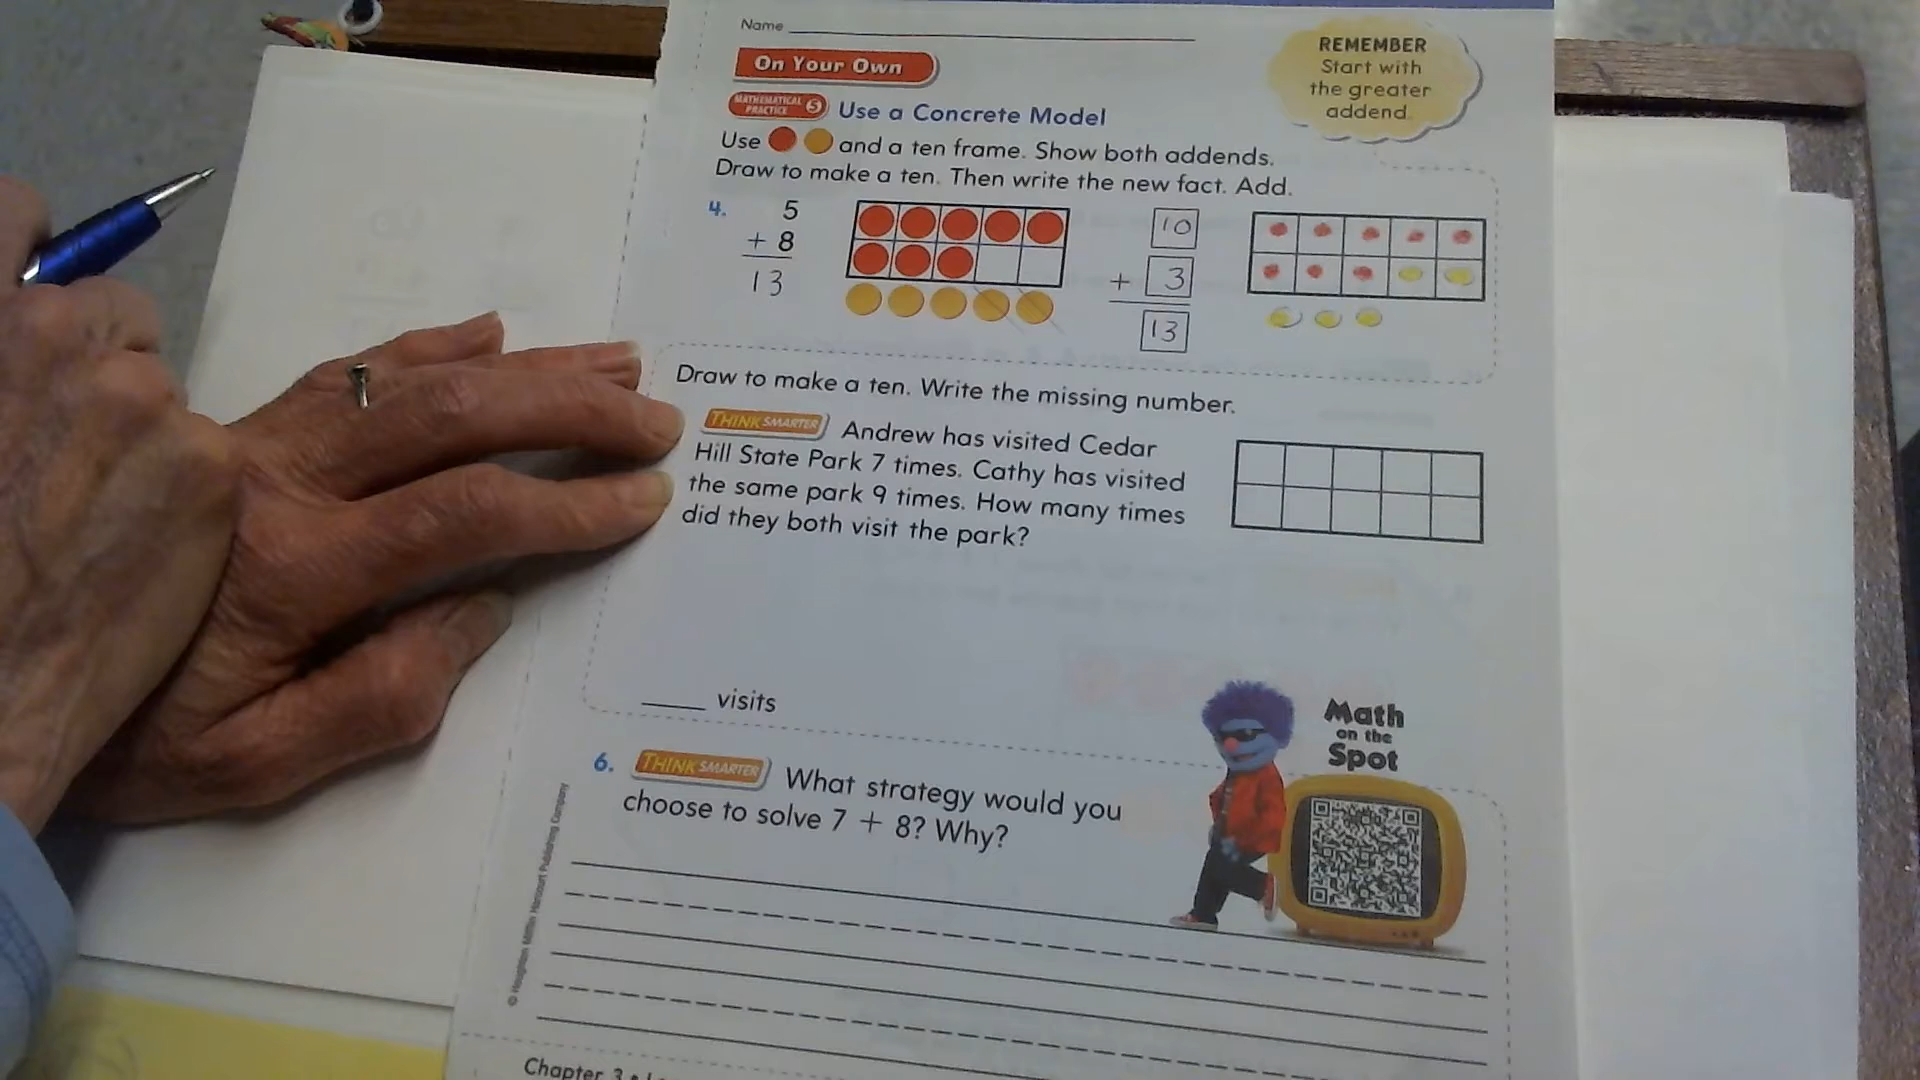 Name
On Your Own
REMEMBER
Start with
the greater
addend.
MATHEMATICAL
PRACTICE 5
Use a Concrete Model
Use and a ten frame. Show both addends.
Draw to make a ten. Then write the new fact. Add.
4.
5
+ 8
13
10
+ 3
13
Draw to make a ten. Write the missing number.
THINK SMARTER
Andrew has visited Cedar
Hill State Park 7 times. Cathy has visited
the same park 9 times. How many times
did they both visit the park?
visits
Math
on the
Spot
6. THINK SMARTER What strategy would you
choose to solve 7 + 8? Why?
© Houghton Mifflin Harcourt Publishing Company
Chapter 3